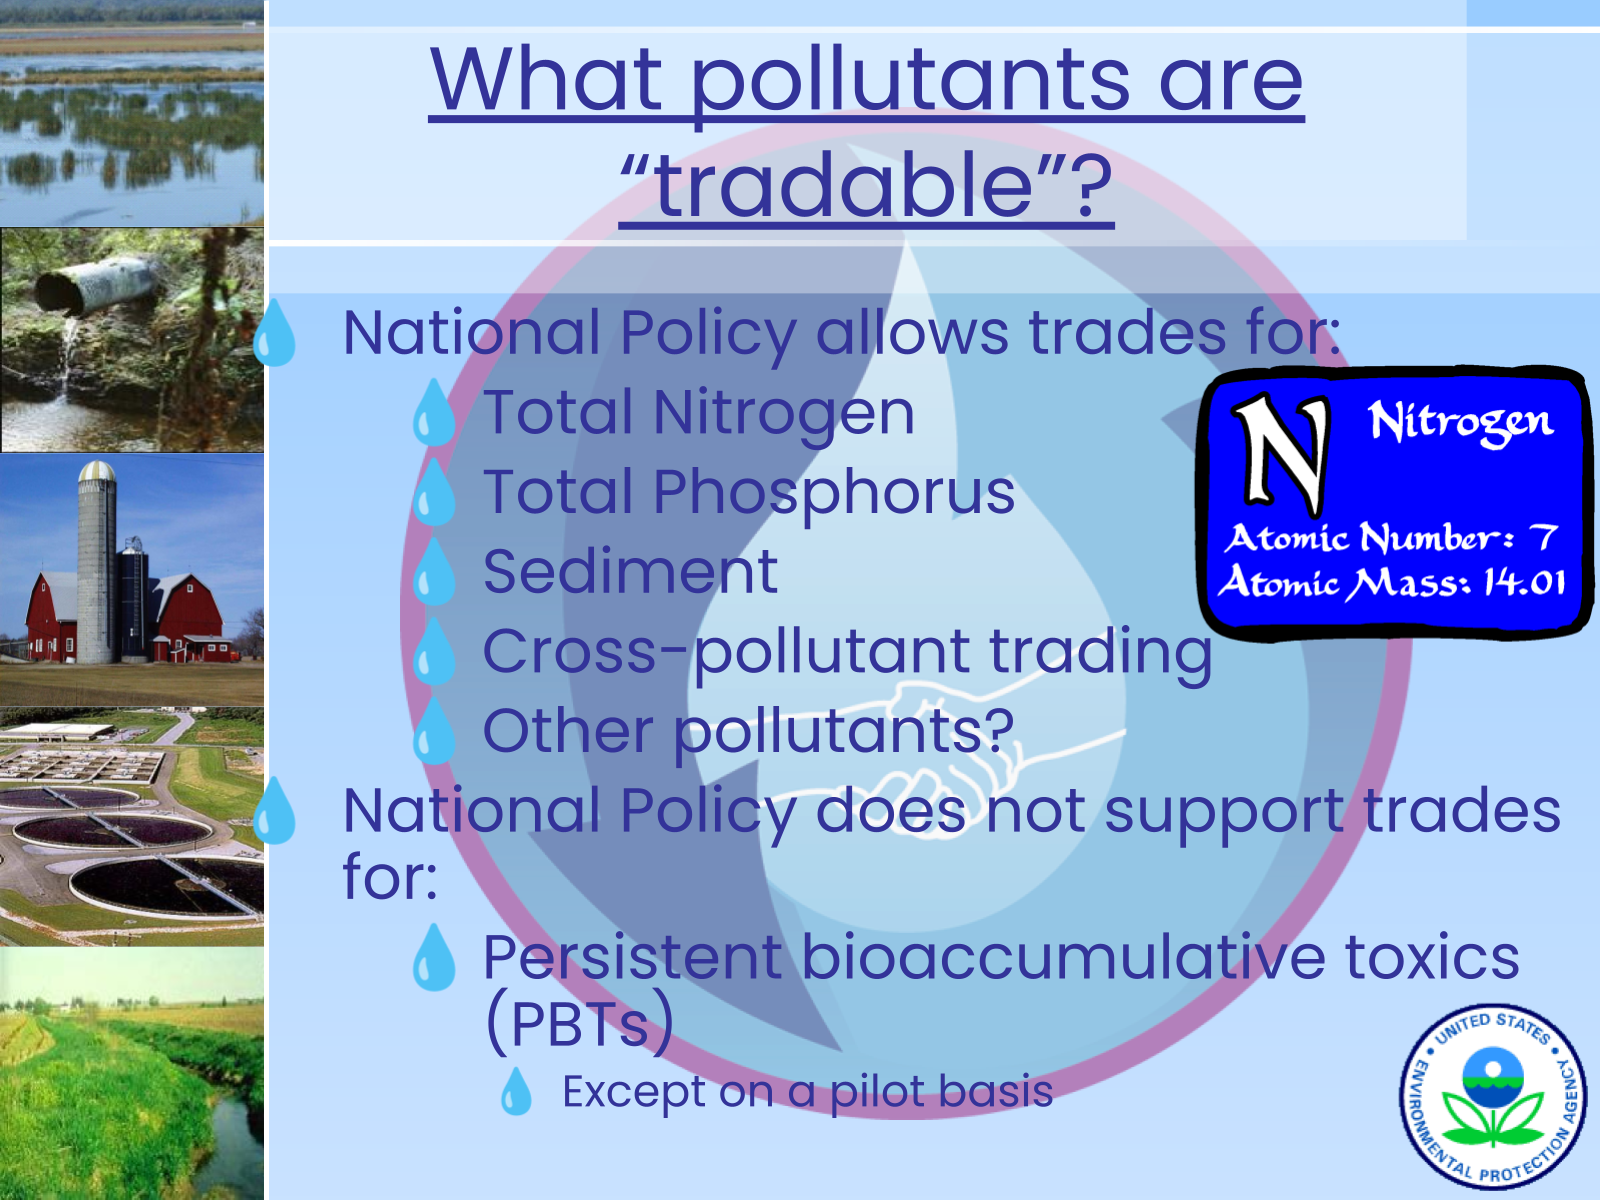 What pollutants are
“tradable”?
National Policy allows trades for:
Total Nitrogen
Total Phosphorus
Sediment
Cross-pollutant trading
Other pollutants?
National Policy does not support trades
for:
Persistent bioaccumulative toxics
(PBTs)
Except on a pilot basis
N Nitrogen
Atomic Number: 7
Atomic Mass: 14.01
UNITED STATES
ENVIRONMENTAL PROTECTION AGENCY